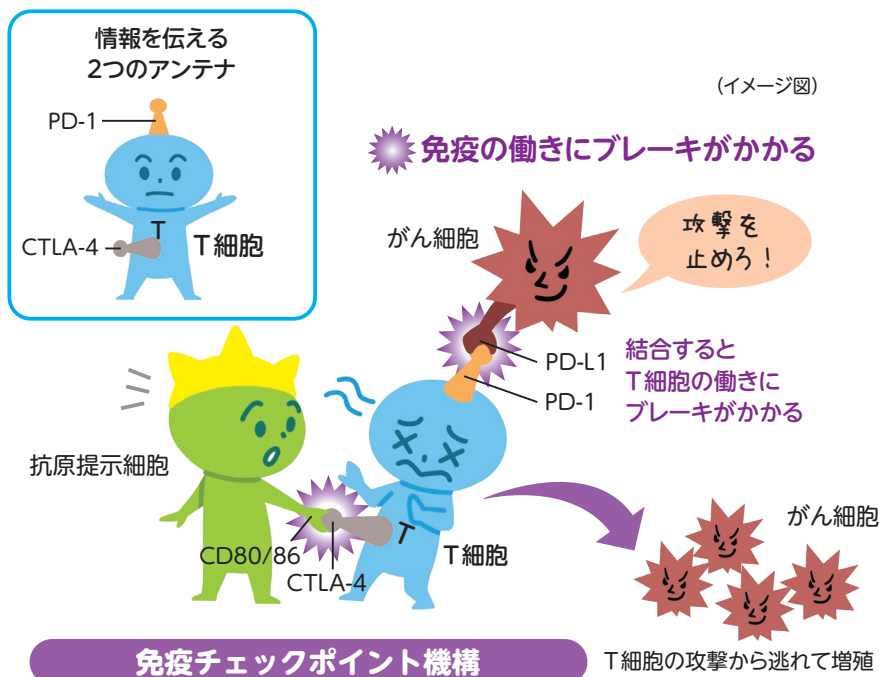 情報を伝える
2つのアンテナ
PD-1
CTLA-4
T
T細胞
(イメージ図)
免疫の働きにブレーキがかかる
がん細胞
攻撃を
止めろ!
PD-L1
PD-1
結合すると
T細胞の働きに
ブレーキがかかる
抗原提示細胞
CD80/86
CTLA-4
T
T細胞
がん細胞
T細胞の攻撃から逃れて増殖
免疫チェックポイント機構